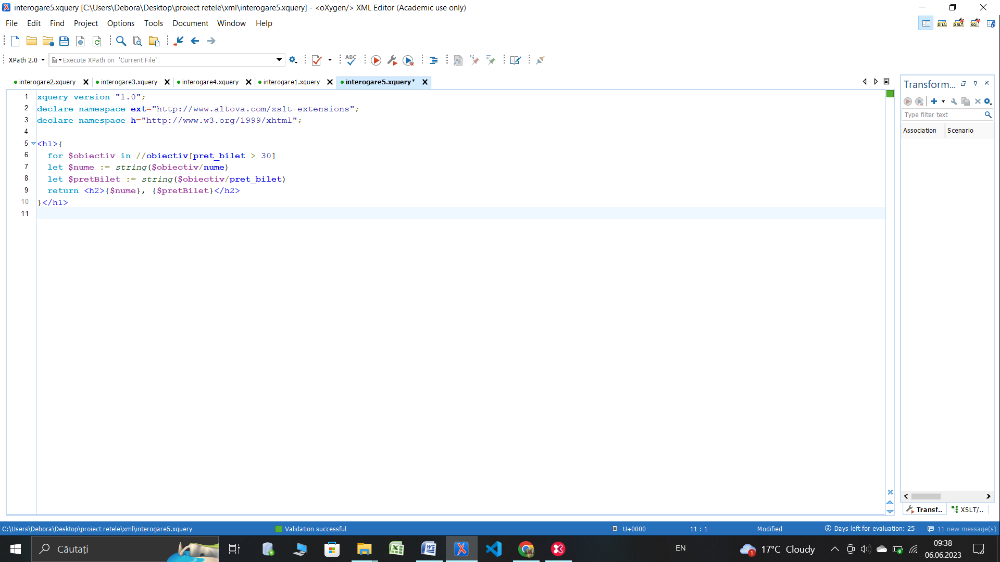 interogare5.xquery [C:\Users\Debora\Desktop\proiect retele\xml\interogare5.xquery] - <oXygen/> XML Editor (Academic use only)
File Edit Find Project Options Tools Document Window Help
DITA XSLT XQ
XPath 2.0 Execute XPath on 'Current File' ABC
interogare2.xquery interogare3.xquery interogare4.xquery interogare1.xquery interogare5.xquery*
Transform...
Type filter text
Association Scenario
1 xquery version "1.0";
2 declare namespace ext="http://www.altova.com/xslt-extensions";
3 declare namespace h="http://www.w3.org/1999/xhtml";
4
5 <h1>{
6 for $obiectiv in //obiectiv[pret_bilet > 30]
7 let $nume := string($obiectiv/nume)
8 let $pretBilet := string($obiectiv/pret_bilet)
9 return <h2>{$nume}, {$pretBilet}</h2>
10 }</h1>
11
Transf.. XSLT/..
C:\Users\Debora\Desktop\proiect retele\xml\interogare5.xquery Validation successful U+0000 11 : 1 Modified Days left for evaluation: 25 11 new message(s)
Căutați EN 1 17°C Cloudy 09:38
06.06.2023